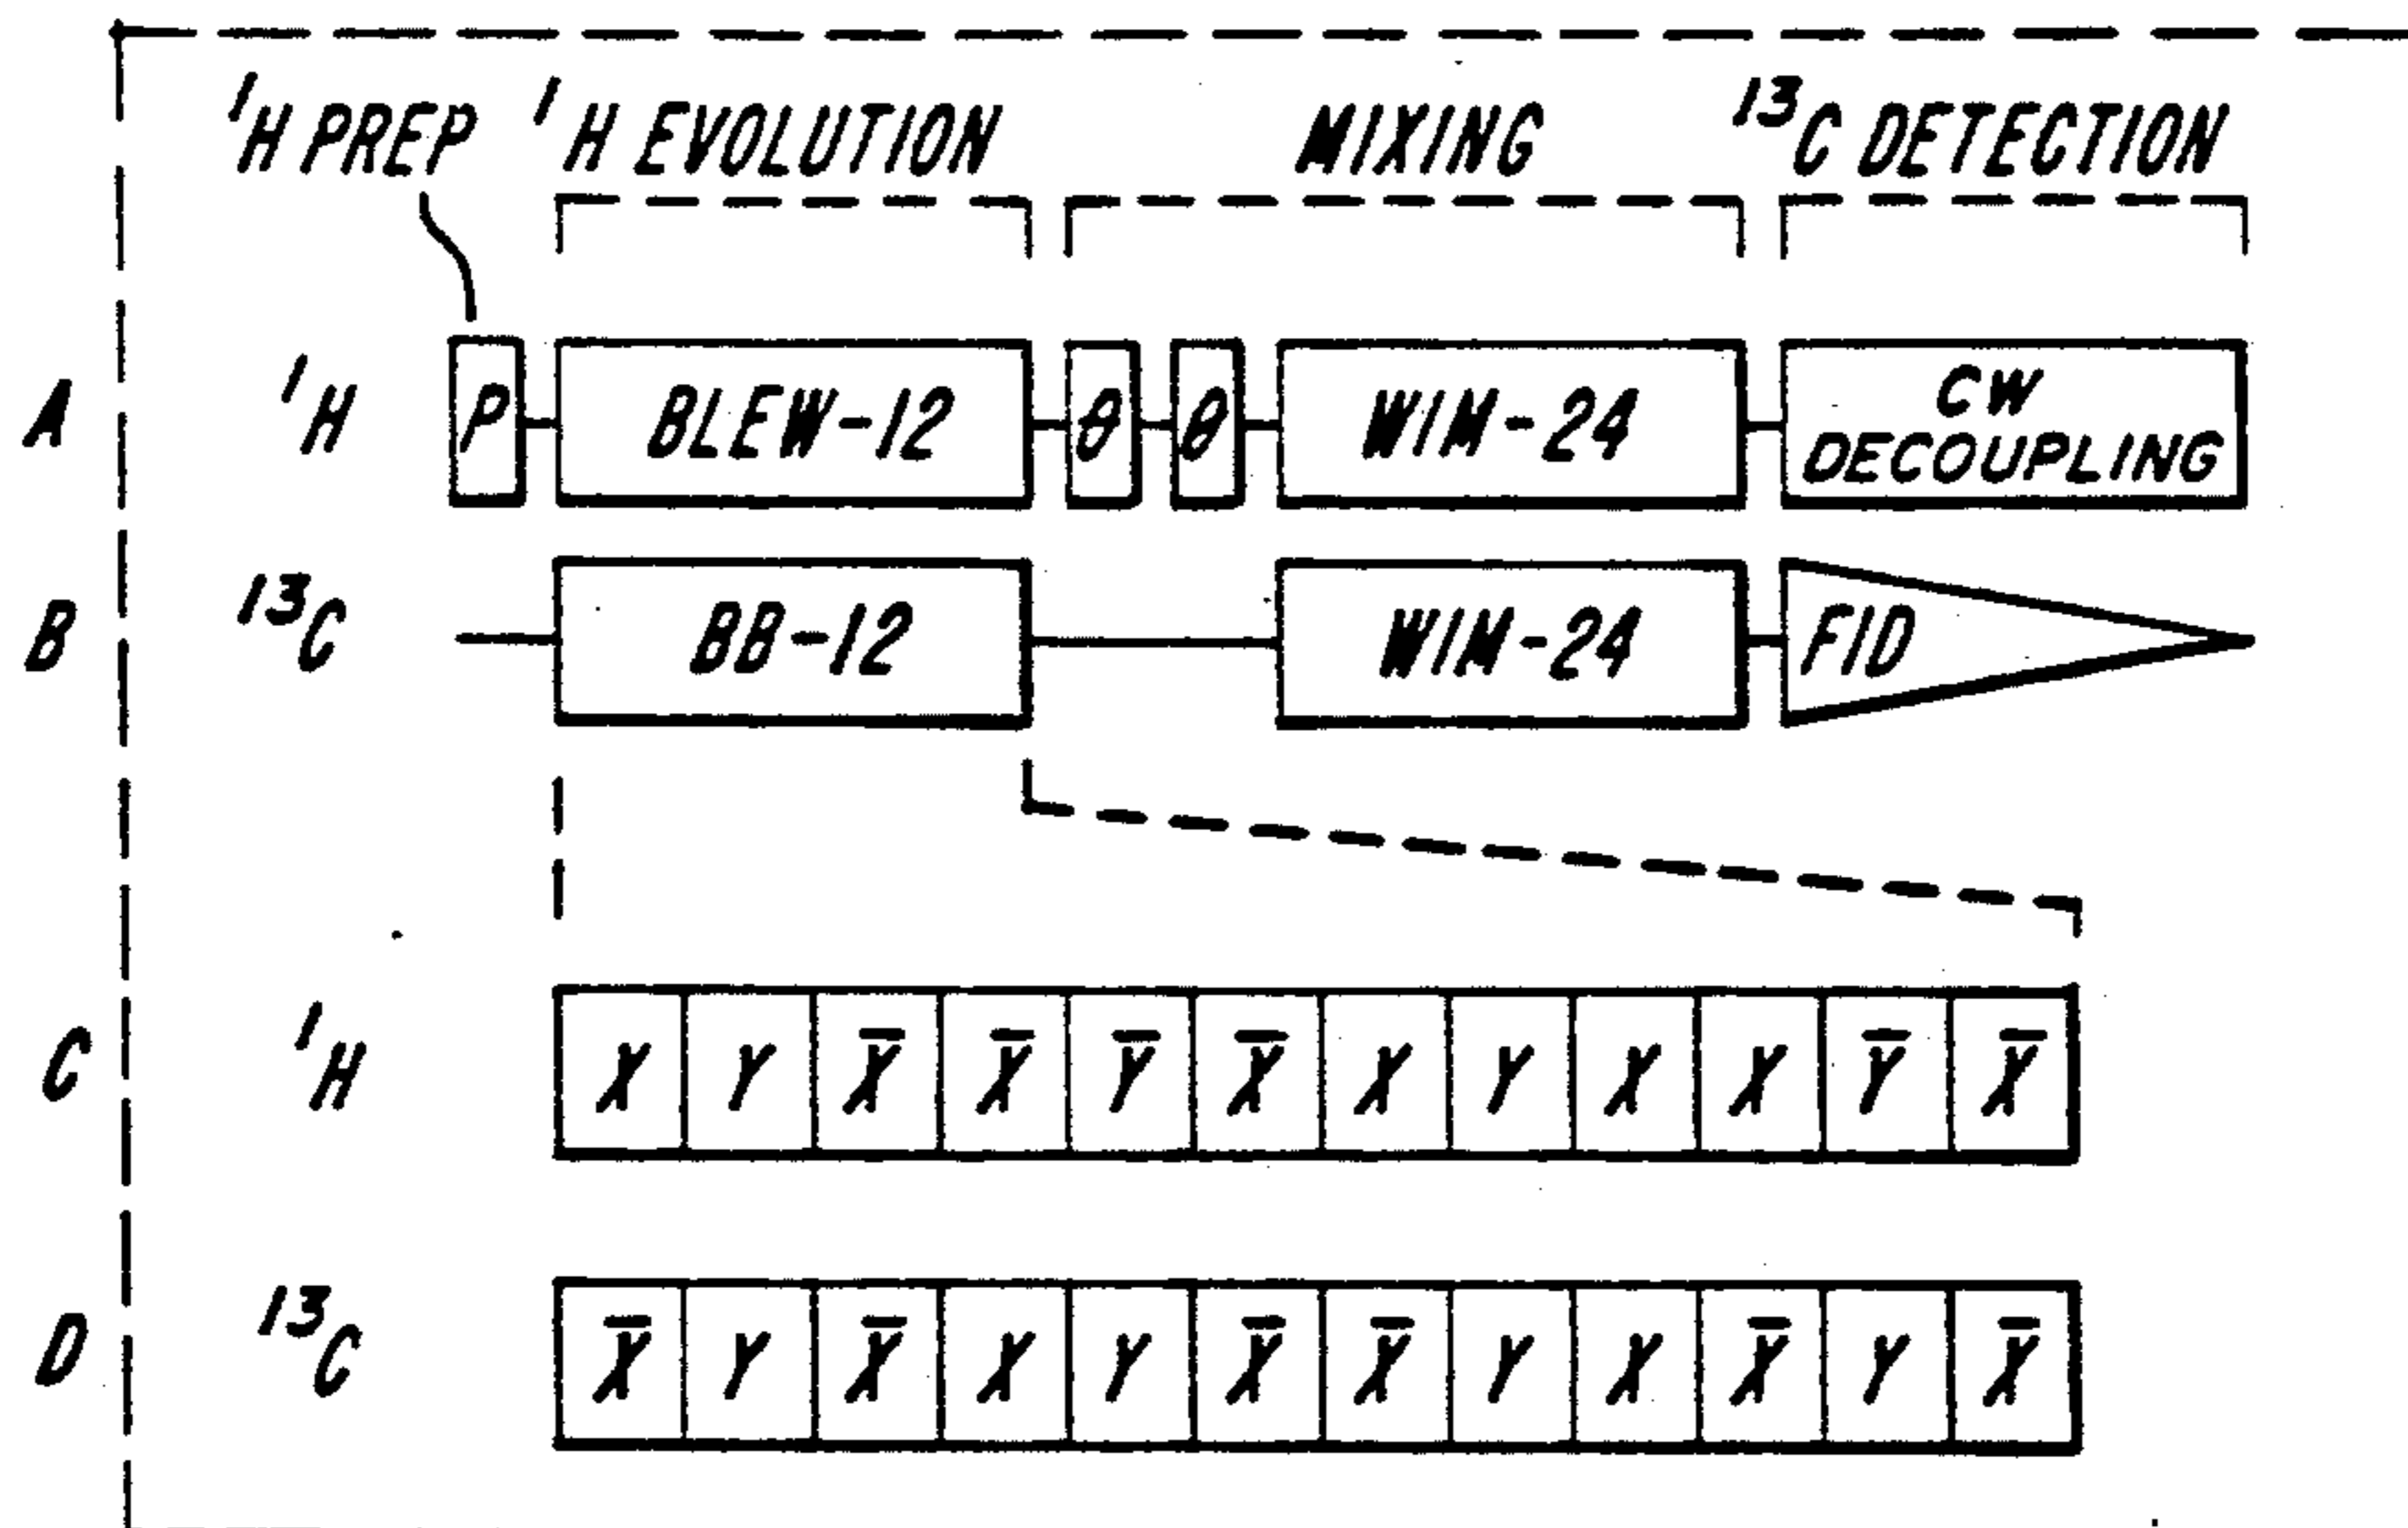 ¹H PREP ¹H EVOLUTION MIXING ¹³C DETECTION
A ¹H P BLEW-12 θ θ WIM-24 CW DECOUPLING
B ¹³C BB-12 WIM-24 FID
C ¹H X Y X̅ X̅ Y̅ X̅ X Y X X Y̅ X̅
D ¹³C X̅ Y X̅ X Y X̅ X̅ Y X X̅ Y X̅